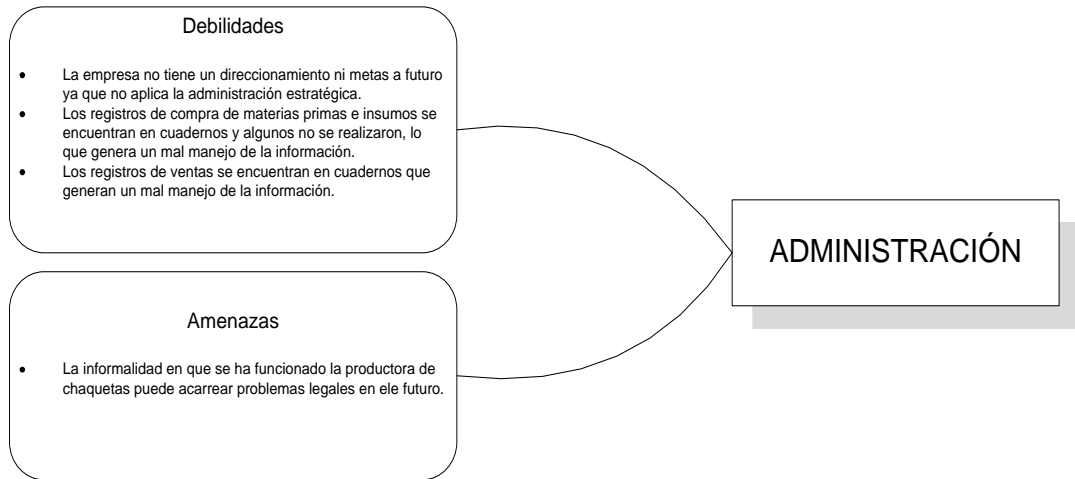 Debilidades
• La empresa no tiene un direccionamiento ni metas a futuro
ya que no aplica la administración estratégica.
• Los registros de compra de materias primas e insumos se
encuentran en cuadernos y algunos no se realizaron, lo
que genera un mal manejo de la información.
• Los registros de ventas se encuentran en cuadernos que
generan un mal manejo de la información.
ADMINISTRACIÓN
Amenazas
• La informalidad en que se ha funcionado la productora de
chaquetas puede acarrear problemas legales en ele futuro.